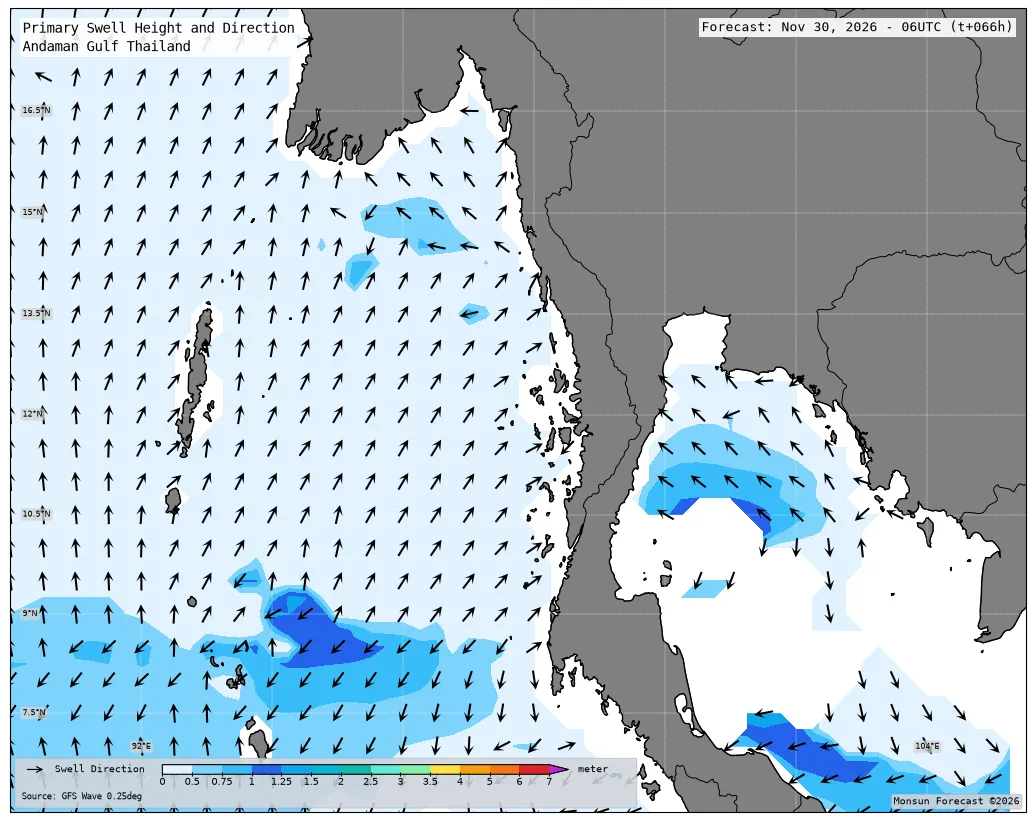 Primary Swell Height and Direction
Andaman Gulf Thailand
Forecast: Nov 30, 2026 - 06UTC (t+066h)
16.5°N
15°N
13.5°N
12°N
10.5°N
9°N
7.5°N
92°E
104°E
Swell Direction
0 0.5 0.75 1 1.25 1.5 2 2.5 3 3.5 4 5 6 7
meter
Source: GFS Wave 0.25deg
Monsun Forecast ©2026